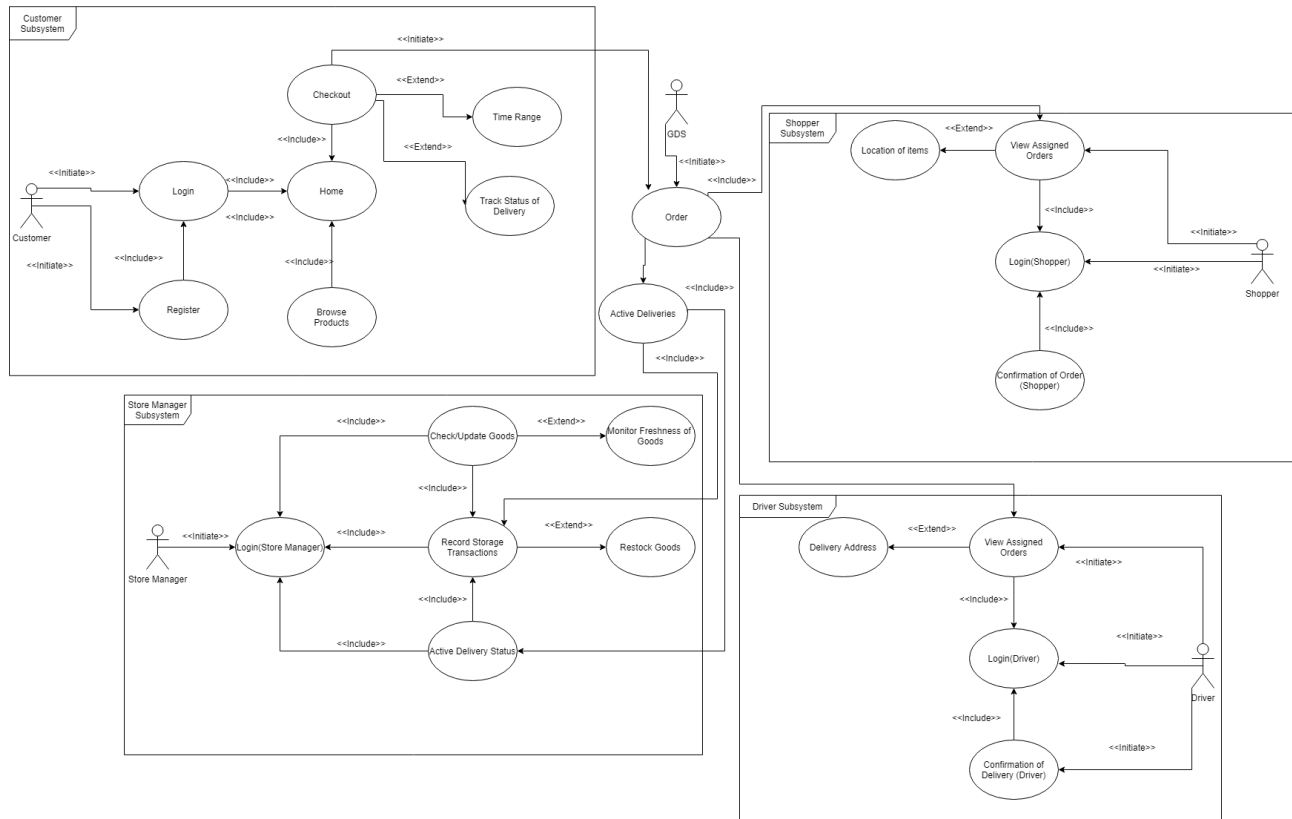 Customer
Subsystem
<<Initiate>>
Checkout
<<Extend>>
Time Range
<<Include>>
<<Extend>>
<<Initiate>>
Login
<<Include>>
<<Include>>
Home
Track Status of
Delivery
Customer
<<Initiate>>
<<Include>>
Register
Browse
Products
GDS
<<Initiate>>
<<Include>>
Order
<<Include>>
Active Deliveries
<<Include>>
Shopper
Subsystem
<<Extend>>
Location of items
View Assigned
Orders
<<Include>>
<<Initiate>>
Login(Shopper)
<<Initiate>>
Shopper
<<Include>>
Confirmation of Order
(Shopper)
Store Manager
Subsystem
<<Include>>
Check/Update Goods
<<Extend>>
Monitor Freshness of
Goods
<<Include>>
<<Initiate>>
Login(Store Manager)
<<Include>>
Record Storage
Transactions
<<Extend>>
Restock Goods
Store Manager
<<Include>>
<<Include>>
Active Delivery Status
Driver Subsystem
<<Extend>>
Delivery Address
View Assigned
Orders
<<Initiate>>
<<Include>>
<<Initiate>>
Login(Driver)
Driver
<<Include>>
<<Initiate>>
Confirmation of
Delivery (Driver)